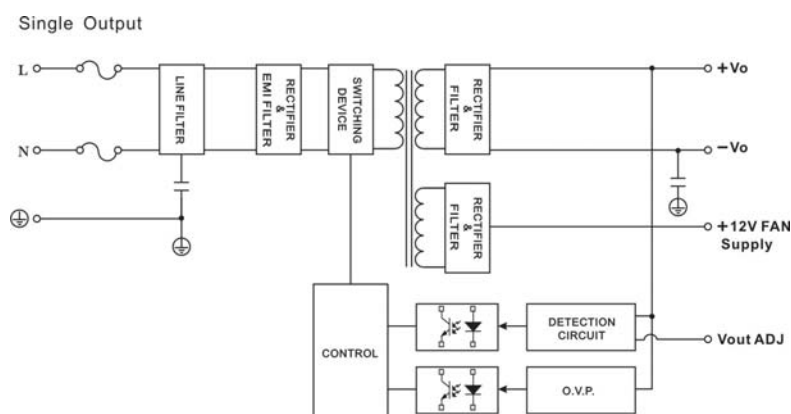 Single Output
L
N
LINE FILTER
RECTIFIER
&
EMI FILTER
SWITCHING
DEVICE
RECTIFIER
&
FILTER
+Vo
−Vo
RECTIFIER
&
FILTER
+12V FAN
Supply
CONTROL
DETECTION
CIRCUIT
Vout ADJ
O.V.P.